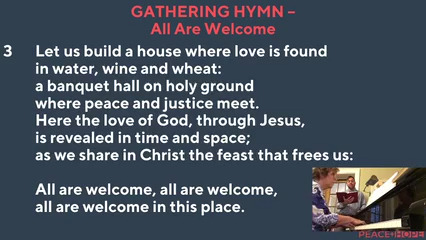 GATHERING HYMN –
All Are Welcome
3 Let us build a house where love is found
in water, wine and wheat:
a banquet hall on holy ground
where peace and justice meet.
Here the love of God, through Jesus,
is revealed in time and space;
as we share in Christ the feast that frees us:
All are welcome, all are welcome,
all are welcome in this place.
PEACE+HOPE